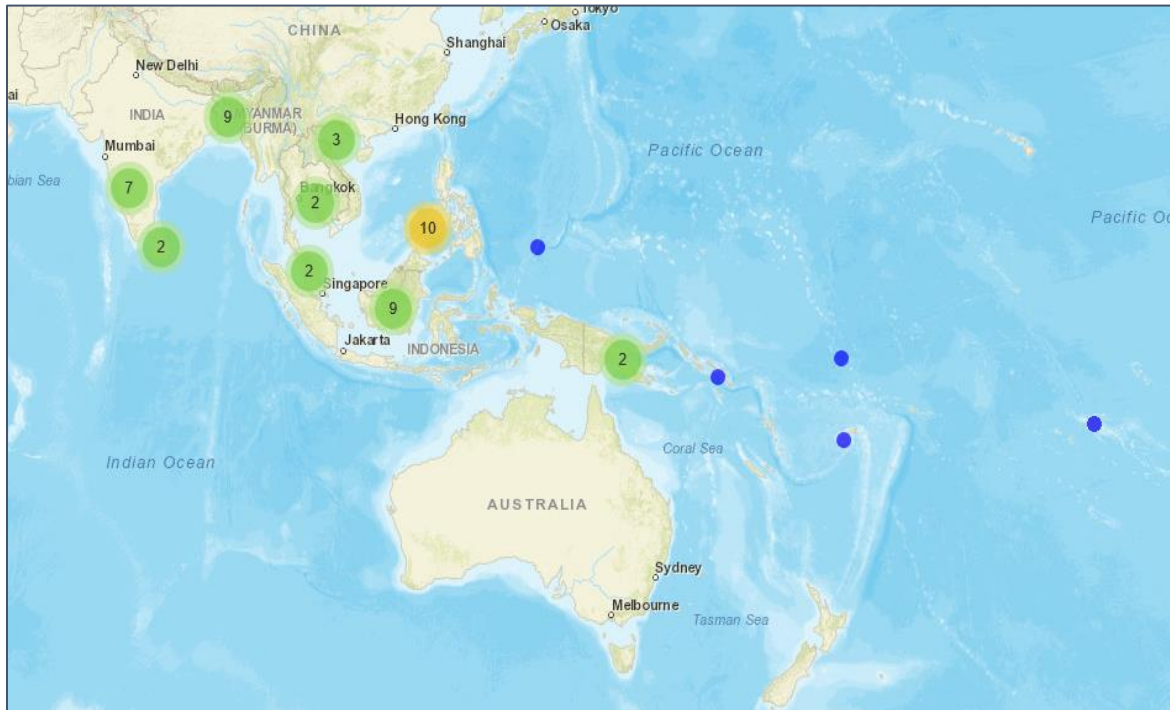 Tokyo
Osaka
CHINA
Shanghai
New Delhi
ai
INDIA
9
MYANMAR
(BURMA)
3
Hong Kong
Mumbai
Pacific Ocean
bian Sea
7
Bangkok
2
10
Pacific Oc
2
2
Singapore
9
Jakarta
INDONESIA
2
Coral Sea
Indian Ocean
AUSTRALIA
Sydney
Melbourne
Tasman Sea